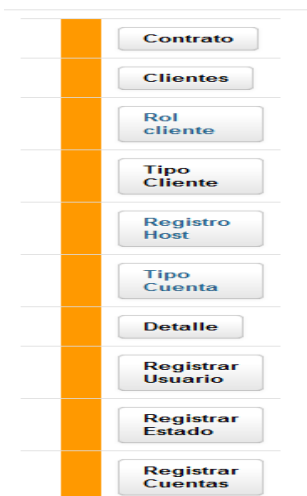 Contrato
Clientes
Rol
cliente
Tipo
Cliente
Registro
Host
Tipo
Cuenta
Detalle
Registrar
Usuario
Registrar
Estado
Registrar
Cuentas